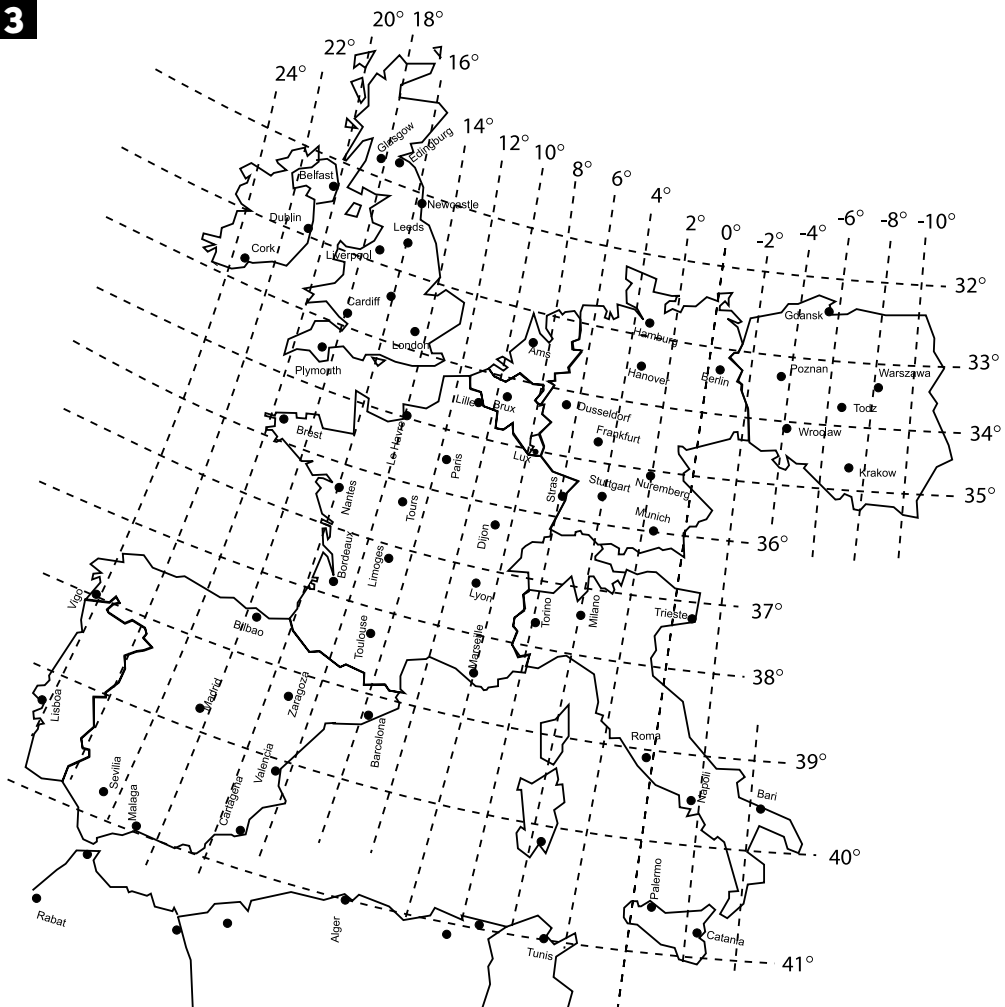 3
20° 18°
22°
16°
24°
14°
12°
10°
8°
6°
4°
2°
0°
-2°
-4°
-6°
-8°
-10°
Glasgow
Edingburg
Belfast
Newcastle
Dublin
Leeds
Cork
Liverpool
Cardiff
London
Plymouth
32°
Gdansk
Hamburg
Ams
33°
Hanover
Berlin
Poznan
Warszawa
Lille
Brux
Dusseldorf
Todz
Brest
Le Havre
Frankfurt
Wroclaw
34°
Paris
Lux
Krakow
Nantes
Tours
Stras
Stuttgart
Nuremberg
35°
Munich
Dijon
36°
Bordeaux
Limoges
Lyon
Vigo
Bilbao
Torino
Milano
Trieste
37°
Toulouse
Marseille
38°
Lisboa
Madrid
Zaragoza
Barcelona
Roma
39°
Valencia
Sevilla
Malaga
Cartagena
Napoli
Bari
40°
Palermo
Rabat
Alger
Tunis
Catania
41°